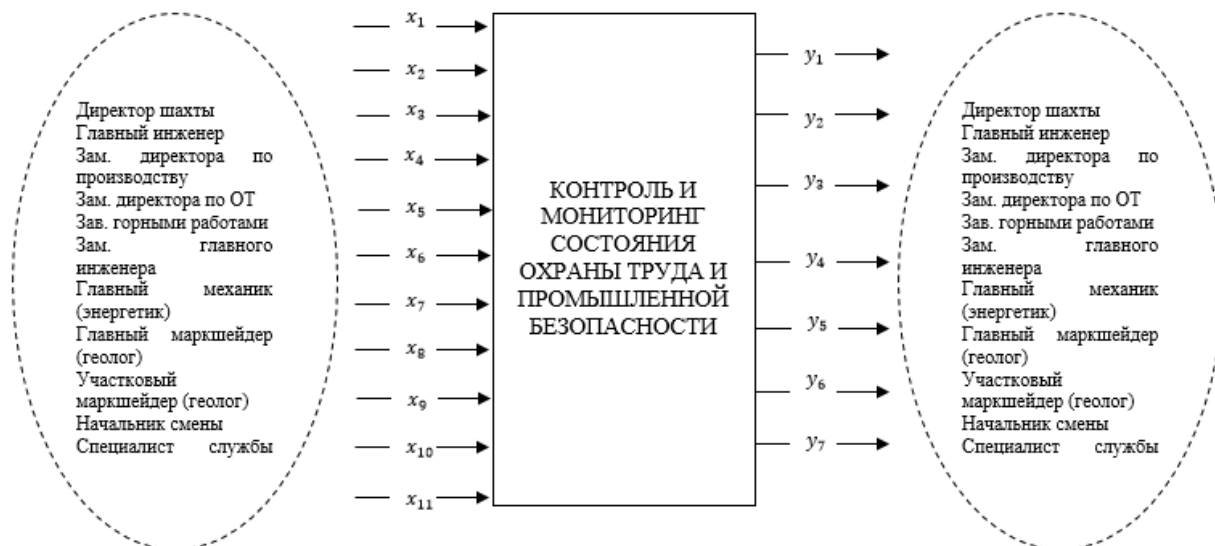 Директор шахты
Главный инженер
Зам. директора по
производству
Зам. директора по ОТ
Зав. горными работами
Зам. главного
инженера
Главный механик
(энергетик)
Главный маркшейдер
(геолог)
Участковый
маркшейдер (геолог)
Начальник смены
Специалист службы
x₁
x₂
x₃
x₄
x₅
x₆
x₇
x₈
x₉
x₁₀
x₁₁
КОНТРОЛЬ И
МОНИТОРИНГ
СОСТОЯНИЯ
ОХРАНЫ ТРУДА И
ПРОМЫШЛЕННОЙ
БЕЗОПАСНОСТИ
y₁
y₂
y₃
y₄
y₅
y₆
y₇
Директор шахты
Главный инженер
Зам. директора по
производству
Зам. директора по ОТ
Зав. горными работами
Зам. главного
инженера
Главный механик
(энергетик)
Главный маркшейдер
(геолог)
Участковый
маркшейдер (геолог)
Начальник смены
Специалист службы